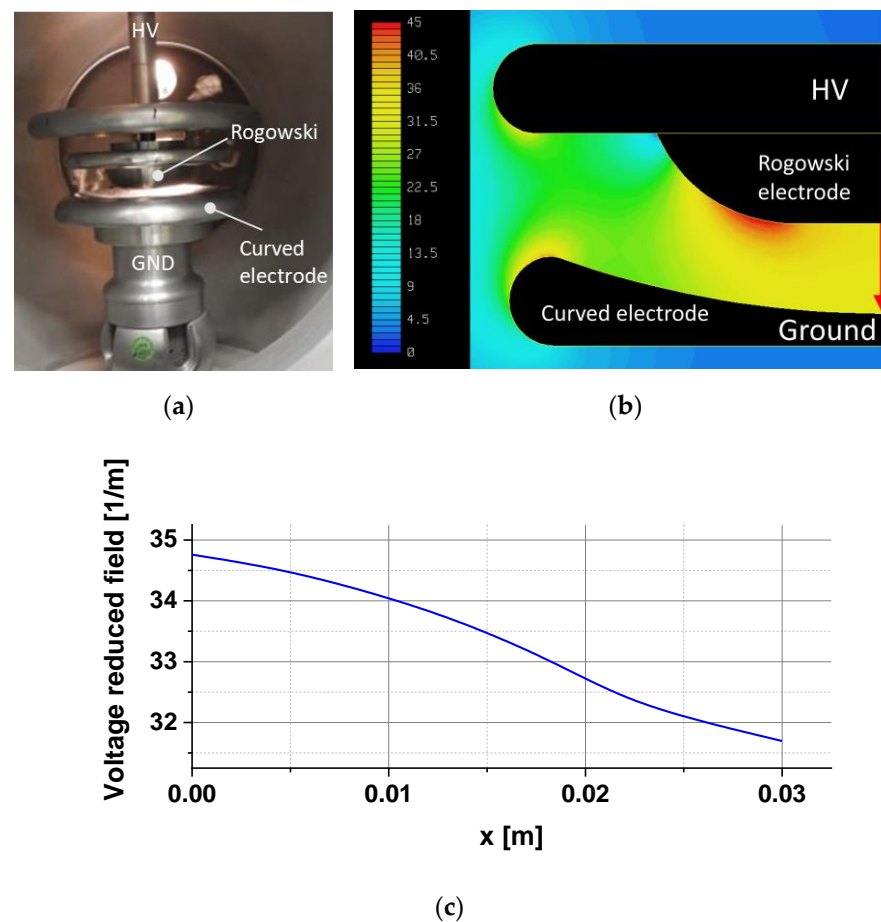 HV
Rogowski
Curved
electrode
GND
(a)
45
40.5
36
31.5
27
22.5
18
13.5
9
4.5
0
HV
Rogowski
electrode
Curved electrode
Ground
(b)
Voltage reduced field [1/m]
35
34
33
32
0.00 0.01 0.02 0.03
x [m]
(c)